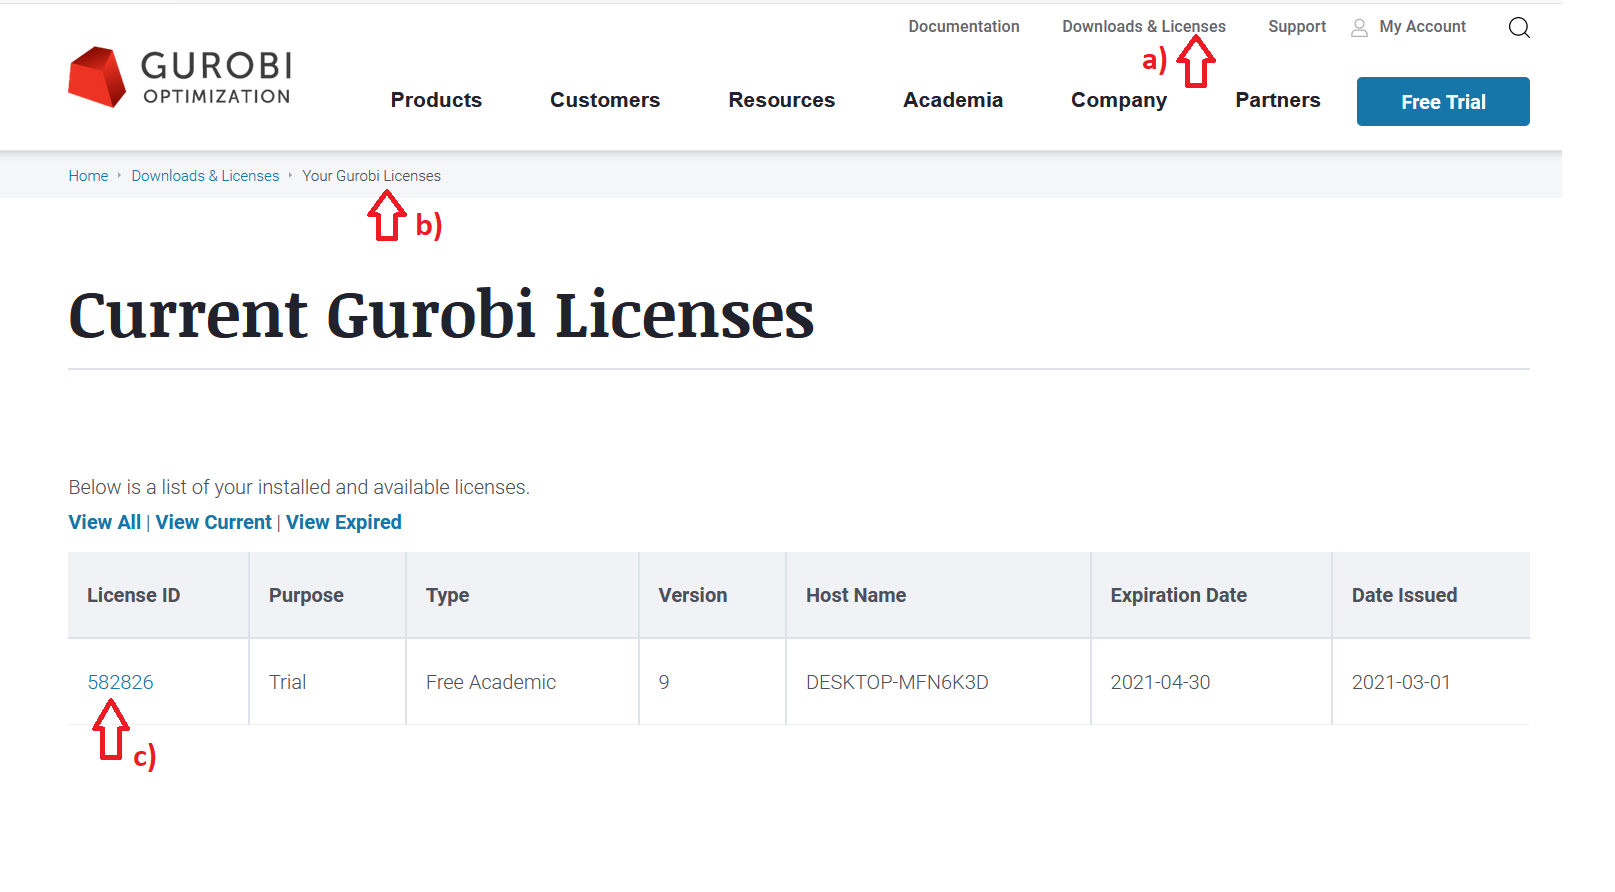 Documentation Downloads & Licenses Support My Account
a)
GUROBI
OPTIMIZATION
Products Customers Resources Academia Company Partners Free Trial
Home Downloads & Licenses Your Gurobi Licenses
b)
Current Gurobi Licenses
Below is a list of your installed and available licenses.
View All | View Current | View Expired
License ID Purpose Type Version Host Name Expiration Date Date Issued
582826 Trial Free Academic 9 DESKTOP-MFN6K3D 2021-04-30 2021-03-01
c)